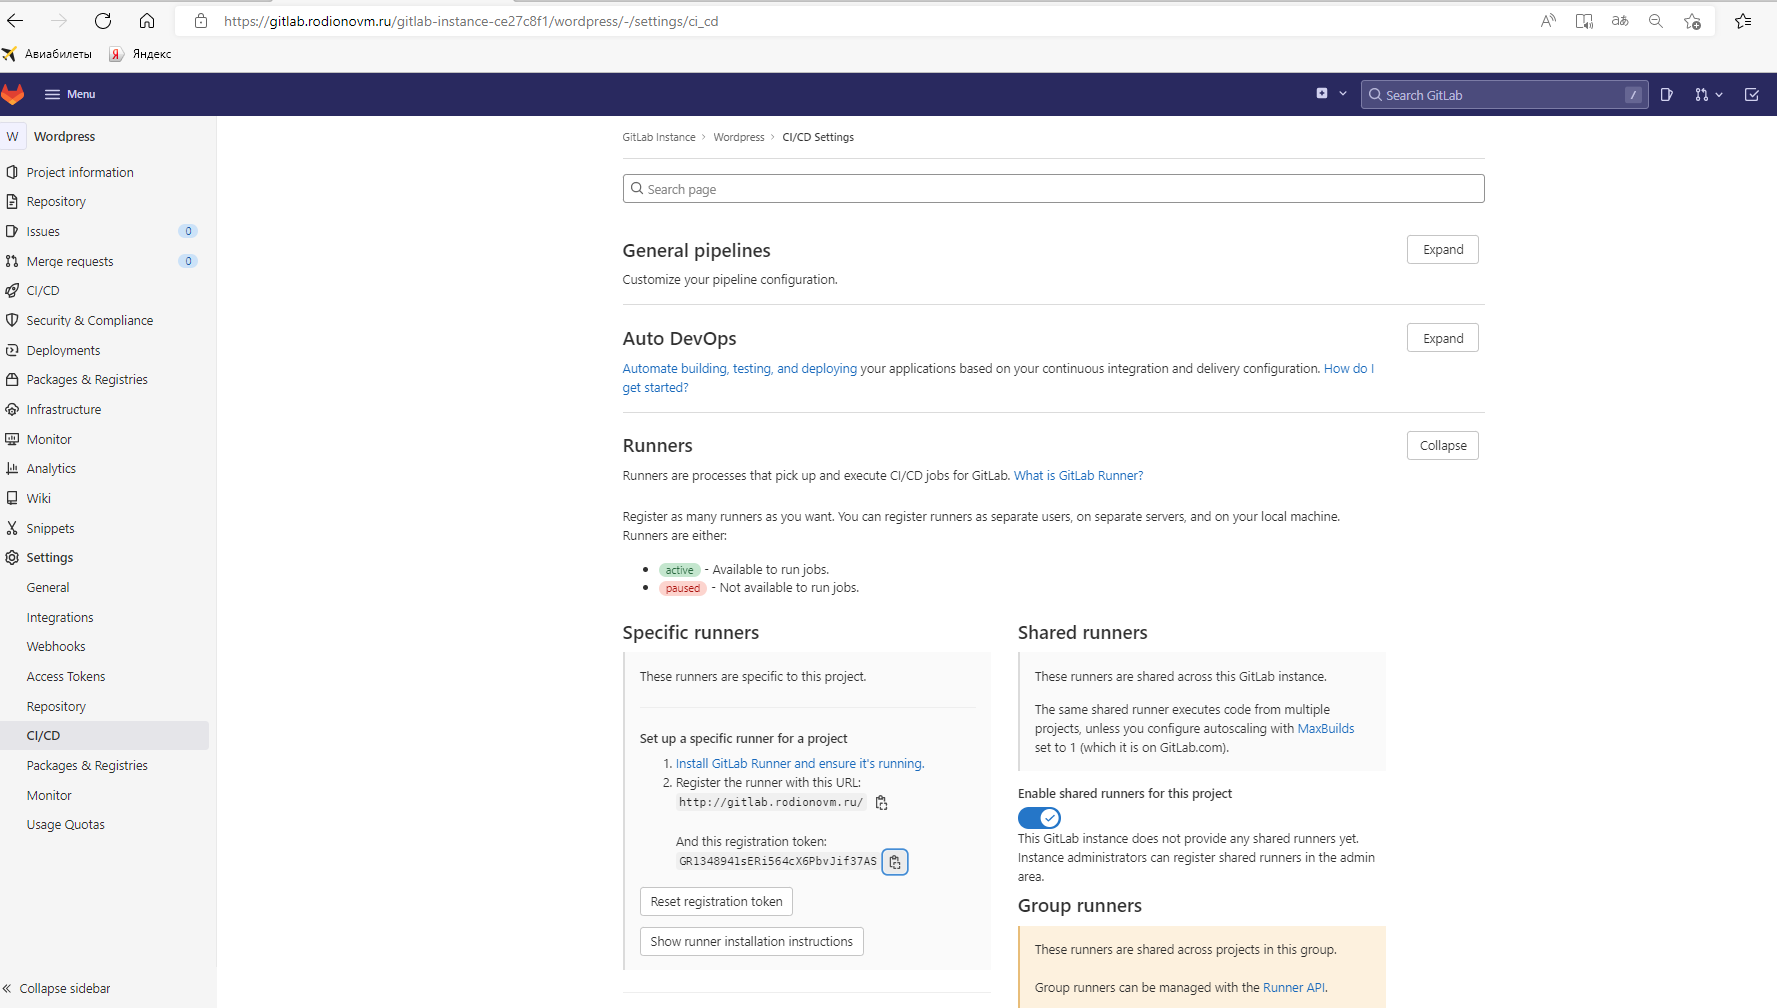 https://gitlab.rodionovm.ru/gitlab-instance-ce27c8f1/wordpress/-/settings/ci_cd
Авиабилеты
Яндекс
Menu
Search GitLab
/
W
Wordpress
Project information
Repository
Issues
0
Merge requests
0
CI/CD
Security & Compliance
Deployments
Packages & Registries
Infrastructure
Monitor
Analytics
Wiki
Snippets
Settings
General
Integrations
Webhooks
Access Tokens
Repository
CI/CD
Packages & Registries
Monitor
Usage Quotas
Collapse sidebar
GitLab Instance › Wordpress › CI/CD Settings
Search page
General pipelines
Expand
Customize your pipeline configuration.
Auto DevOps
Expand
Automate building, testing, and deploying your applications based on your continuous integration and delivery configuration. How do I
get started?
Runners
Collapse
Runners are processes that pick up and execute CI/CD jobs for GitLab. What is GitLab Runner?
Register as many runners as you want. You can register runners as separate users, on separate servers, and on your local machine.
Runners are either:
active - Available to run jobs.
paused - Not available to run jobs.
Specific runners
These runners are specific to this project.
Set up a specific runner for a project
1. Install GitLab Runner and ensure it's running.
2. Register the runner with this URL:
http://gitlab.rodionovm.ru/
And this registration token:
GR1348941sERi564cX6PbvJif37AS
Reset registration token
Show runner installation instructions
Shared runners
These runners are shared across this GitLab instance.
The same shared runner executes code from multiple
projects, unless you configure autoscaling with MaxBuilds
set to 1 (which it is on GitLab.com).
Enable shared runners for this project
This GitLab instance does not provide any shared runners yet.
Instance administrators can register shared runners in the admin
area.
Group runners
These runners are shared across projects in this group.
Group runners can be managed with the Runner API.